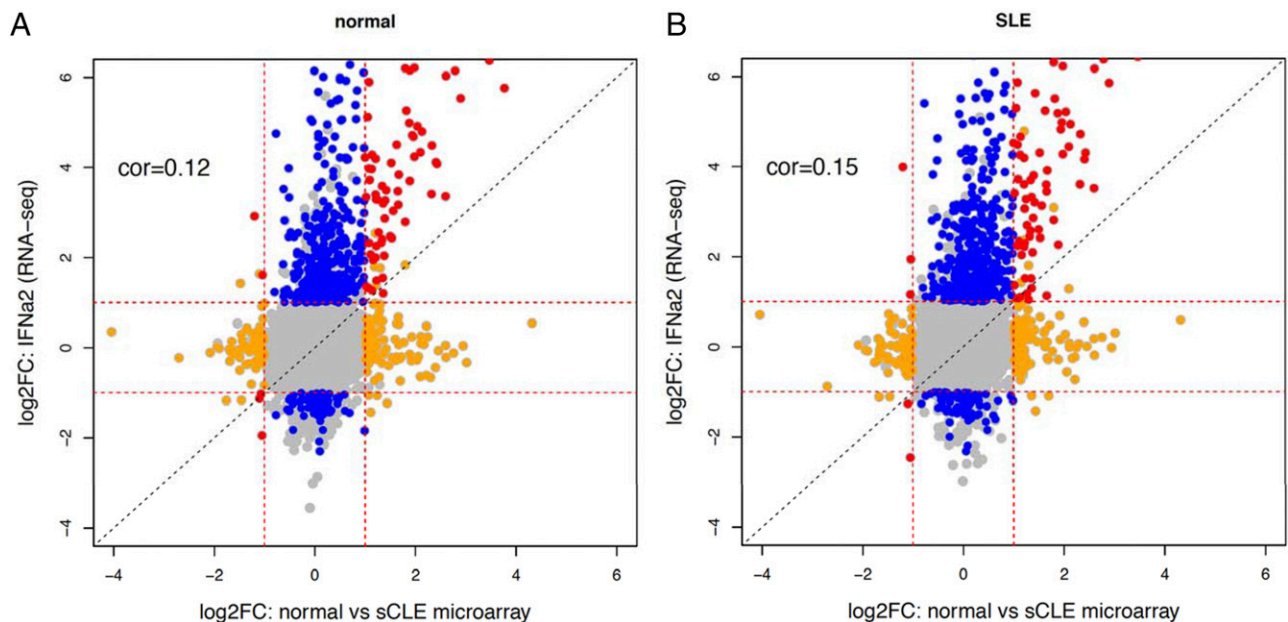 A
normal
cor=0.12
log2FC: IFNa2 (RNA−seq)
6
4
2
0
−2
−4
−4 −2 0 2 4 6
log2FC: normal vs sCLE microarray
B
SLE
cor=0.15
log2FC: IFNa2 (RNA−seq)
6
4
2
0
−2
−4
−4 −2 0 2 4 6
log2FC: normal vs sCLE microarray